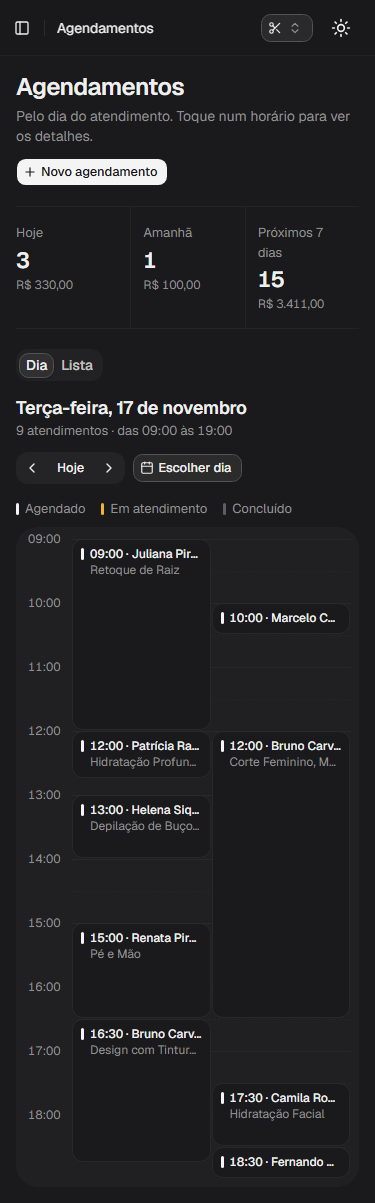 Agendamentos
Agendamentos
Pelo dia do atendimento. Toque num horário para ver
os detalhes.
+ Novo agendamento
Hoje
3
R$ 330,00
Amanhã
1
R$ 100,00
Próximos 7
dias
15
R$ 3.411,00
Dia Lista
Terça-feira, 17 de novembro
9 atendimentos · das 09:00 às 19:00
Hoje
Escolher dia
Agendado Em atendimento Concluído
09:00
09:00 · Juliana Pir...
Retoque de Raiz
10:00
10:00 · Marcelo C...
11:00
12:00
12:00 · Patrícia Ra...
Hidratação Profun...
12:00 · Bruno Carv...
Corte Feminino, M...
13:00
13:00 · Helena Siq...
Depilação de Buço...
14:00
15:00
15:00 · Renata Pir...
Pé e Mão
16:00
16:30 · Bruno Carv...
Design com Tintur...
17:00
17:30 · Camila Ro...
Hidratação Facial
18:00
18:30 · Fernando ...